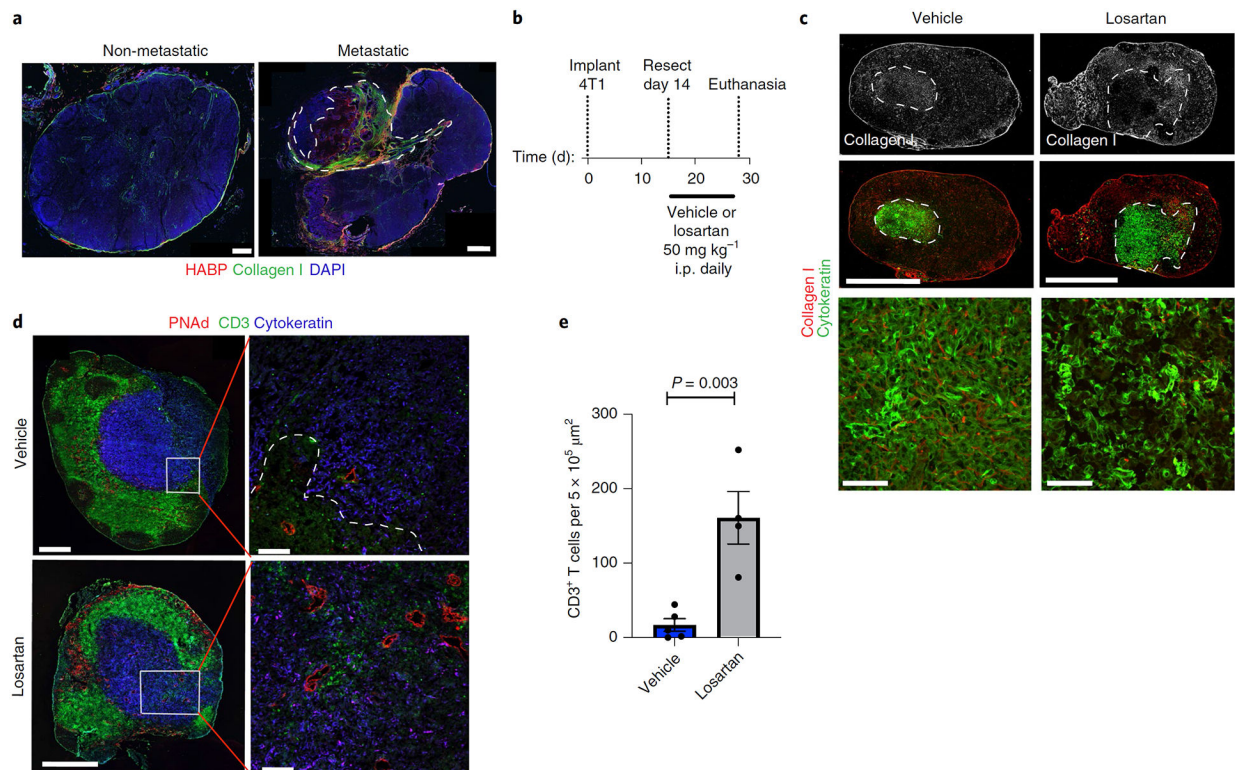 a
Non-metastatic
Metastatic
HABP Collagen I DAPI
b
Implant
4T1
Resect
day 14
Euthanasia
Time (d):
0
10
20
30
Vehicle or
losartan
50 mg kg⁻¹
i.p. daily
c
Vehicle
Losartan
Collagen I
Collagen I
Collagen I
Cytokeratin
d
PNAd CD3 Cytokeratin
Vehicle
Losartan
e
P = 0.003
CD3⁺ T cells per 5 × 10⁵ μm²
300
200
100
0
Vehicle
Losartan